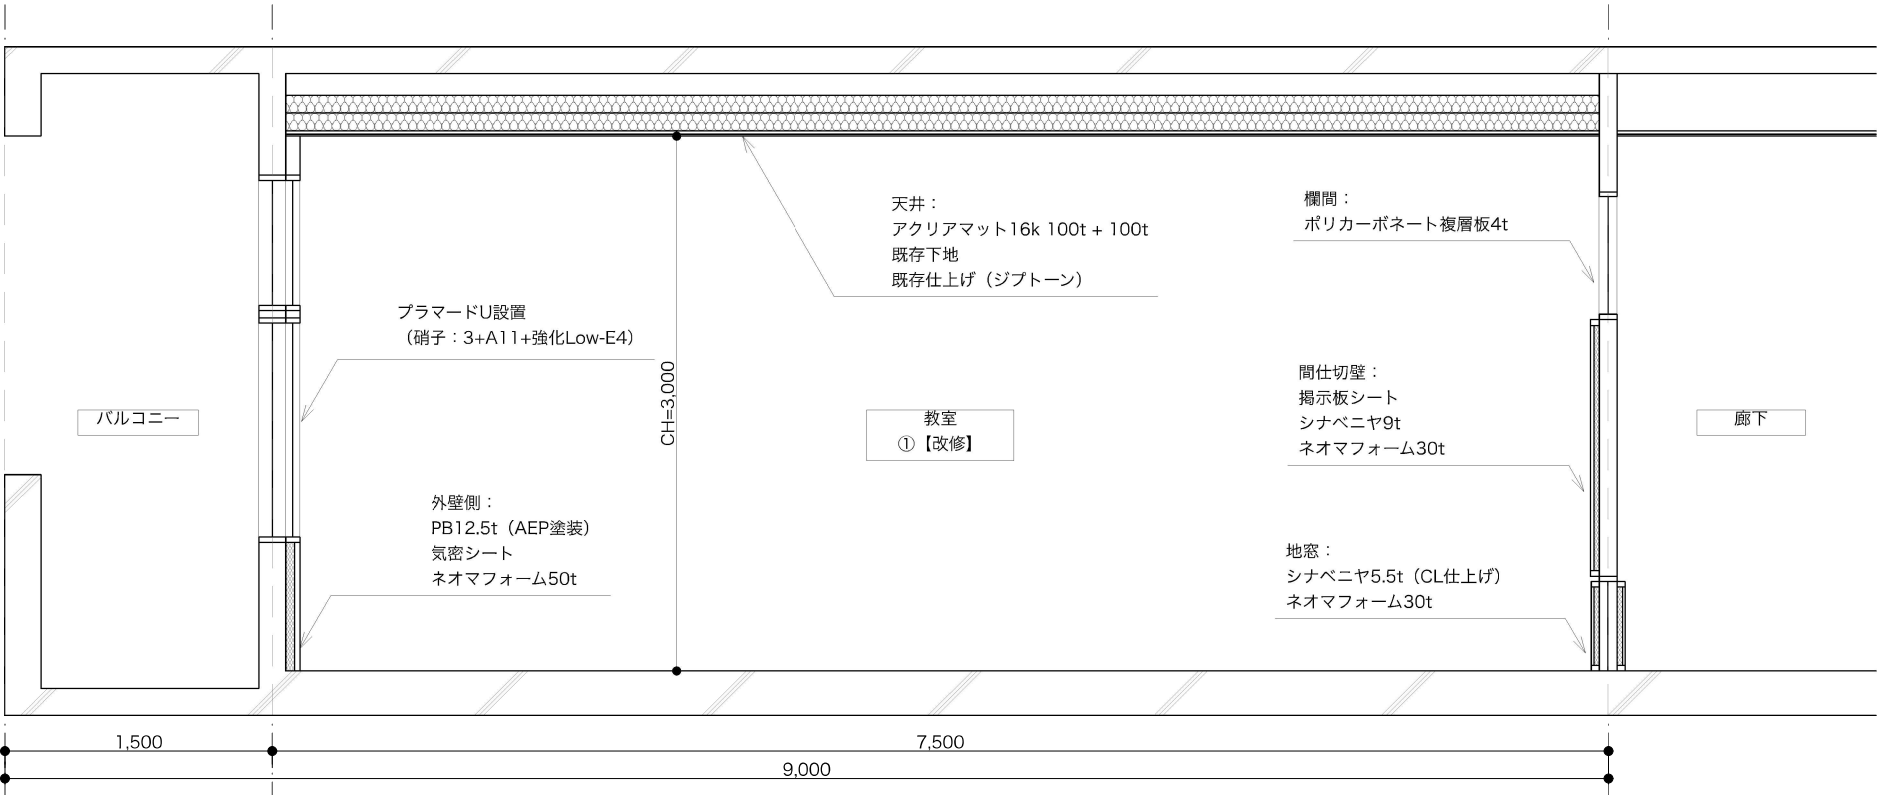 天井：
アクリアマット16k 100t + 100t
既存下地
既存仕上げ（ジプトーン）
欄間：
ポリカーボネート複層板4t
プラマードU設置
（硝子：3+A11+強化Low-E4）
CH=3,000
間仕切壁：
掲示板シート
シナベニヤ9t
ネオマフォーム30t
バルコニー
教室
①【改修】
廊下
外壁側：
PB12.5t（AEP塗装）
気密シート
ネオマフォーム50t
地窓：
シナベニヤ5.5t（CL仕上げ）
ネオマフォーム30t
1,500
7,500
9,000